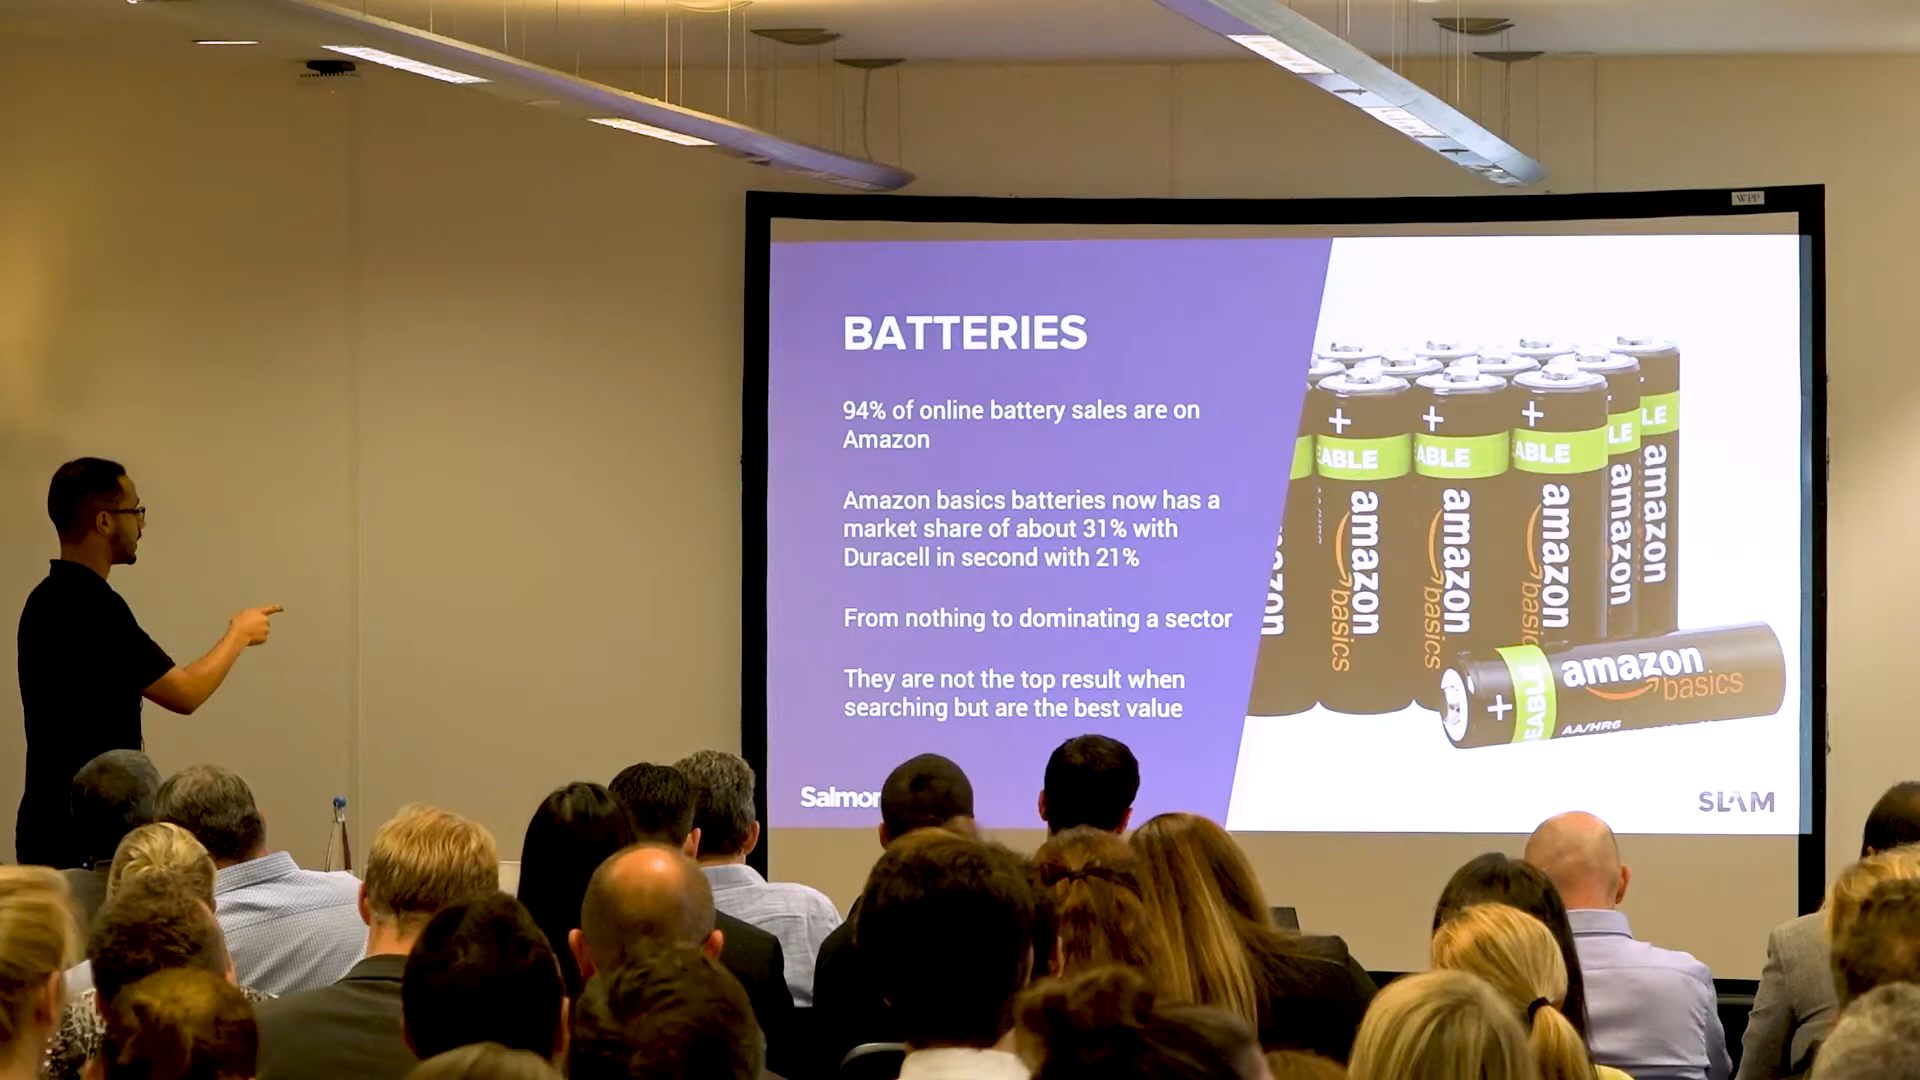 WPP
BATTERIES
94% of online battery sales are on
Amazon
Amazon basics batteries now has a
market share of about 31% with
Duracell in second with 21%
From nothing to dominating a sector
They are not the top result when
searching but are the best value
Salmon
SLAM
LE
LE
ABLE
ABLE
ABLE
amazon
amazon
amazon
basics
amazon
basics
amazon
basics
EABLE
amazon
basics
AA/HR6